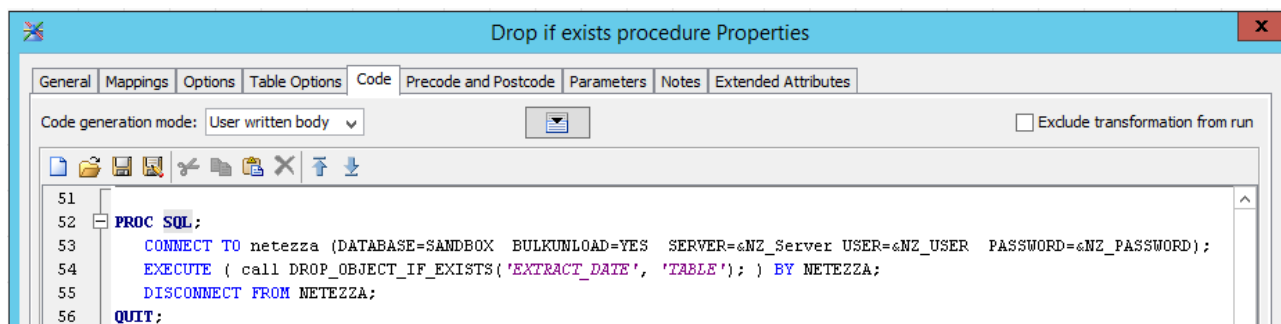 Drop if exists procedure Properties
x
General Mappings Options Table Options Code Precode and Postcode Parameters Notes Extended Attributes
Code generation mode: User written body Exclude transformation from run
51
52 PROC SQL;
53 CONNECT TO netezza (DATABASE=SANDBOX BULKUNLOAD=YES SERVER=&NZ_Server USER=&NZ_USER PASSWORD=&NZ_PASSWORD);
54 EXECUTE ( call DROP_OBJECT_IF_EXISTS('EXTRACT_DATE', 'TABLE'); ) BY NETEZZA;
55 DISCONNECT FROM NETEZZA;
56 QUIT;